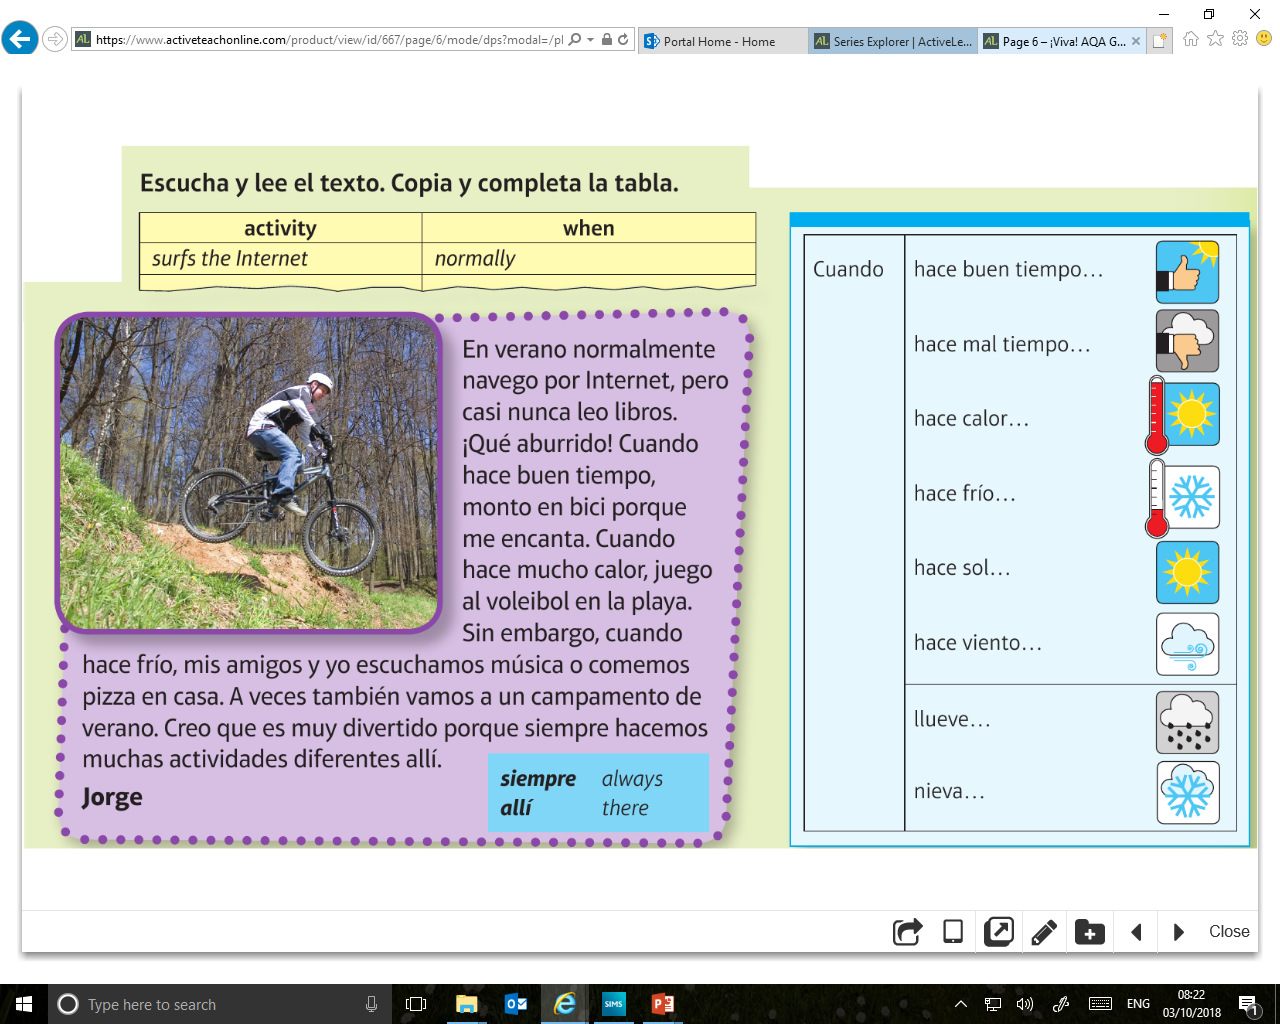 https://www.activeteachonline.com/product/view/id/667/page/6/mode/dps?modal=/pl
Portal Home - Home
Series Explorer | ActiveLe...
Page 6 – ¡Viva! AQA G...
Escucha y lee el texto. Copia y completa la tabla.
activity when
surfs the Internet normally
En verano normalmente
navego por Internet, pero
casi nunca leo libros.
¡Qué aburrido! Cuando
hace buen tiempo,
monto en bici porque
me encanta. Cuando
hace mucho calor, juego
al voleibol en la playa.
Sin embargo, cuando
hace frío, mis amigos y yo escuchamos música o comemos
pizza en casa. A veces también vamos a un campamento de
verano. Creo que es muy divertido porque siempre hacemos
muchas actividades diferentes allí.
Jorge
siempre always
allí there
Cuando hace buen tiempo...
hace mal tiempo...
hace calor...
hace frío...
hace sol...
hace viento...
llueve...
nieva...
Close
Type here to search
SIMS
ENG
08:22
03/10/2018
1